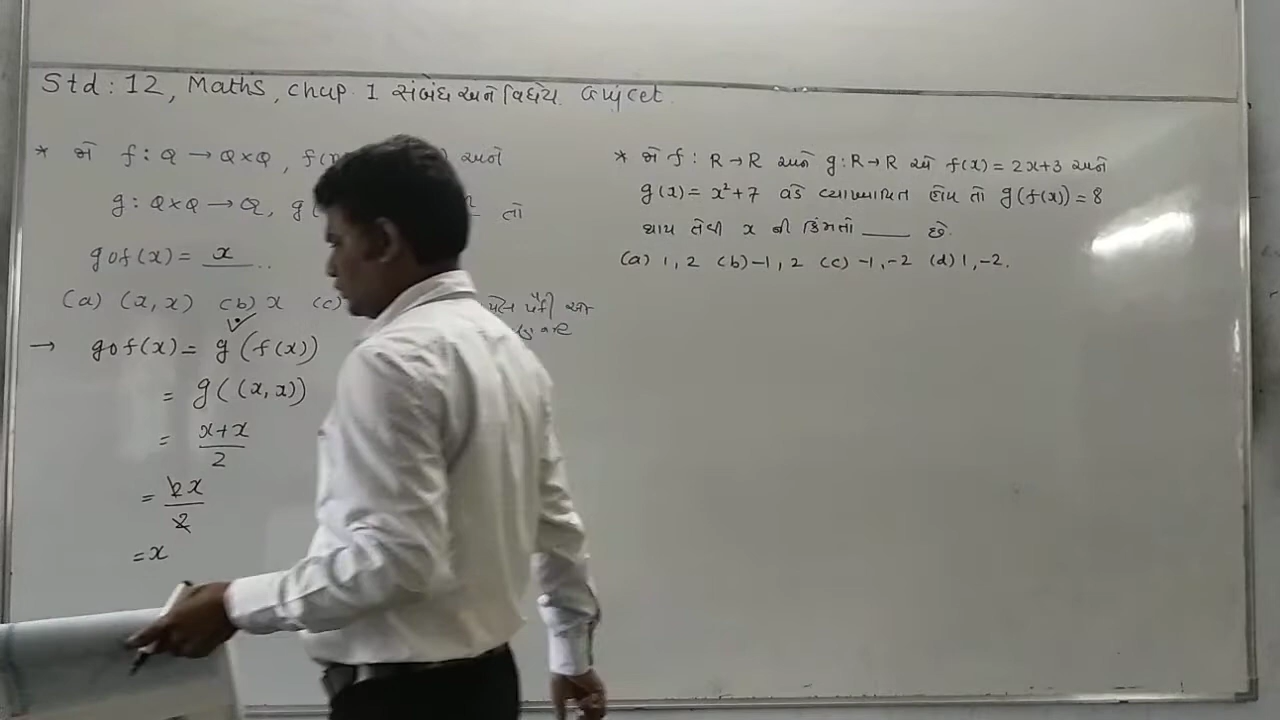 Std : 12, Maths, chap. 1 સંબંધ અને વિધેય. Gujcet.
* જો f : Q → Q×Q, અને
g : Q×Q → Q, તો
gof(x) = x ..
(a) (x, x) (b) x (c)
→ gof(x) = g(f(x))
= g((x, x))
= x+x
2
= 2x
2
= x
* જો f : R→R અને g : R→R એ f(x) = 2x+3 અને
g(x) = x²+7 વડે વ્યાખ્યાયિત હોય તો g(f(x)) = 8
થાય તેવી x ની કિંમતો ____ છે.
(a) 1, 2 (b) -1, 2 (c) -1, -2 (d) 1, -2.